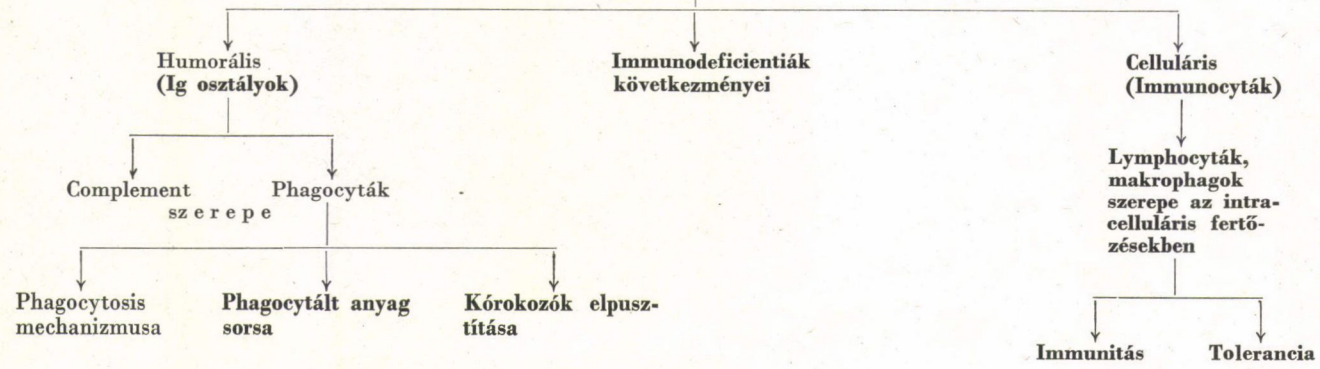 Humorális
(Ig osztályok)
Immunodeficientiák
következményei
Celluláris
(Immunocyták)
Complement
Phagocyták
szerepe
Lymphocyták,
makrophagok
szerepe az intra-
celluláris fertő-
zésekben
Phagocytosis
mechanizmusa
Phagocytált anyag
sorsa
Kórokozók elpusz-
títása
Immunitás
Tolerancia